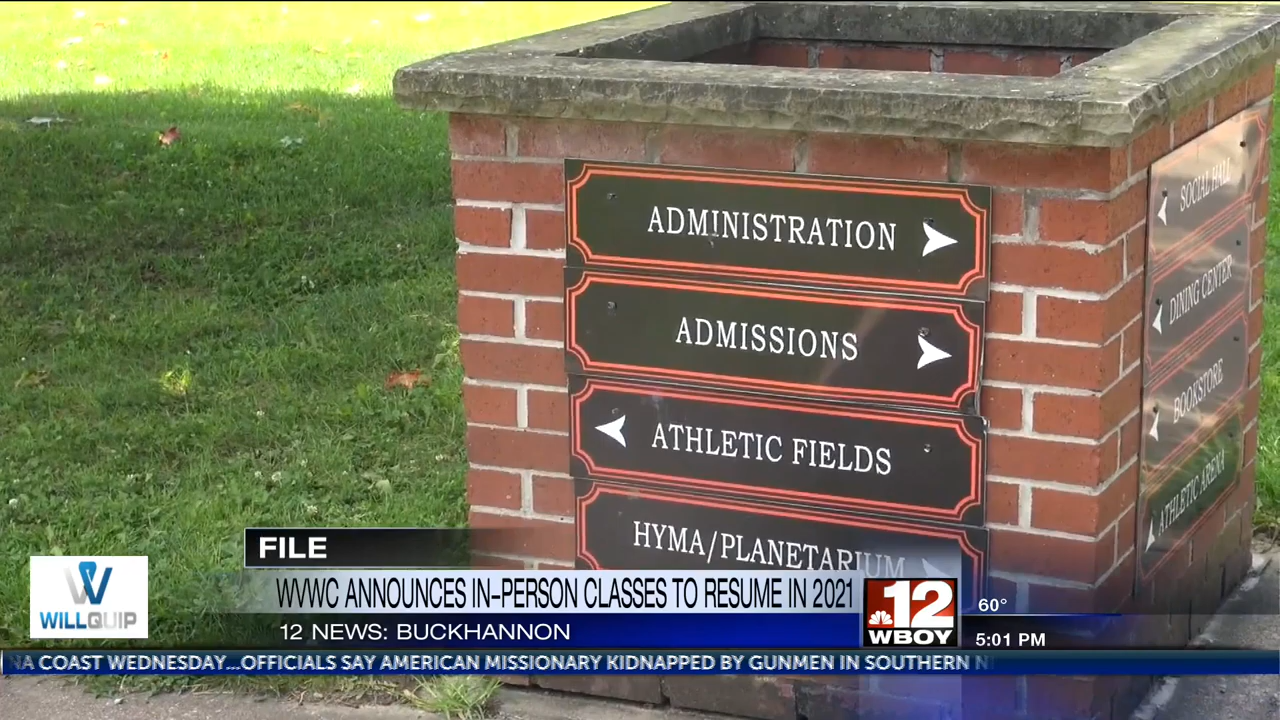 ADMINISTRATION
ADMISSIONS
ATHLETIC FIELDS
HYMA/PLANETARIUM
SOCIAL HALL
DINING CENTER
BOOKSTORE
ATHLETIC ARENA
FILE
WVWC ANNOUNCES IN-PERSON CLASSES TO RESUME IN 2021
12 NEWS: BUCKHANNON
WILLQUIP
12
WBOY
60°
5:01 PM
COAST WEDNESDAY...OFFICIALS SAY AMERICAN MISSIONARY KIDNAPPED BY GUNMEN IN SOUTHERN